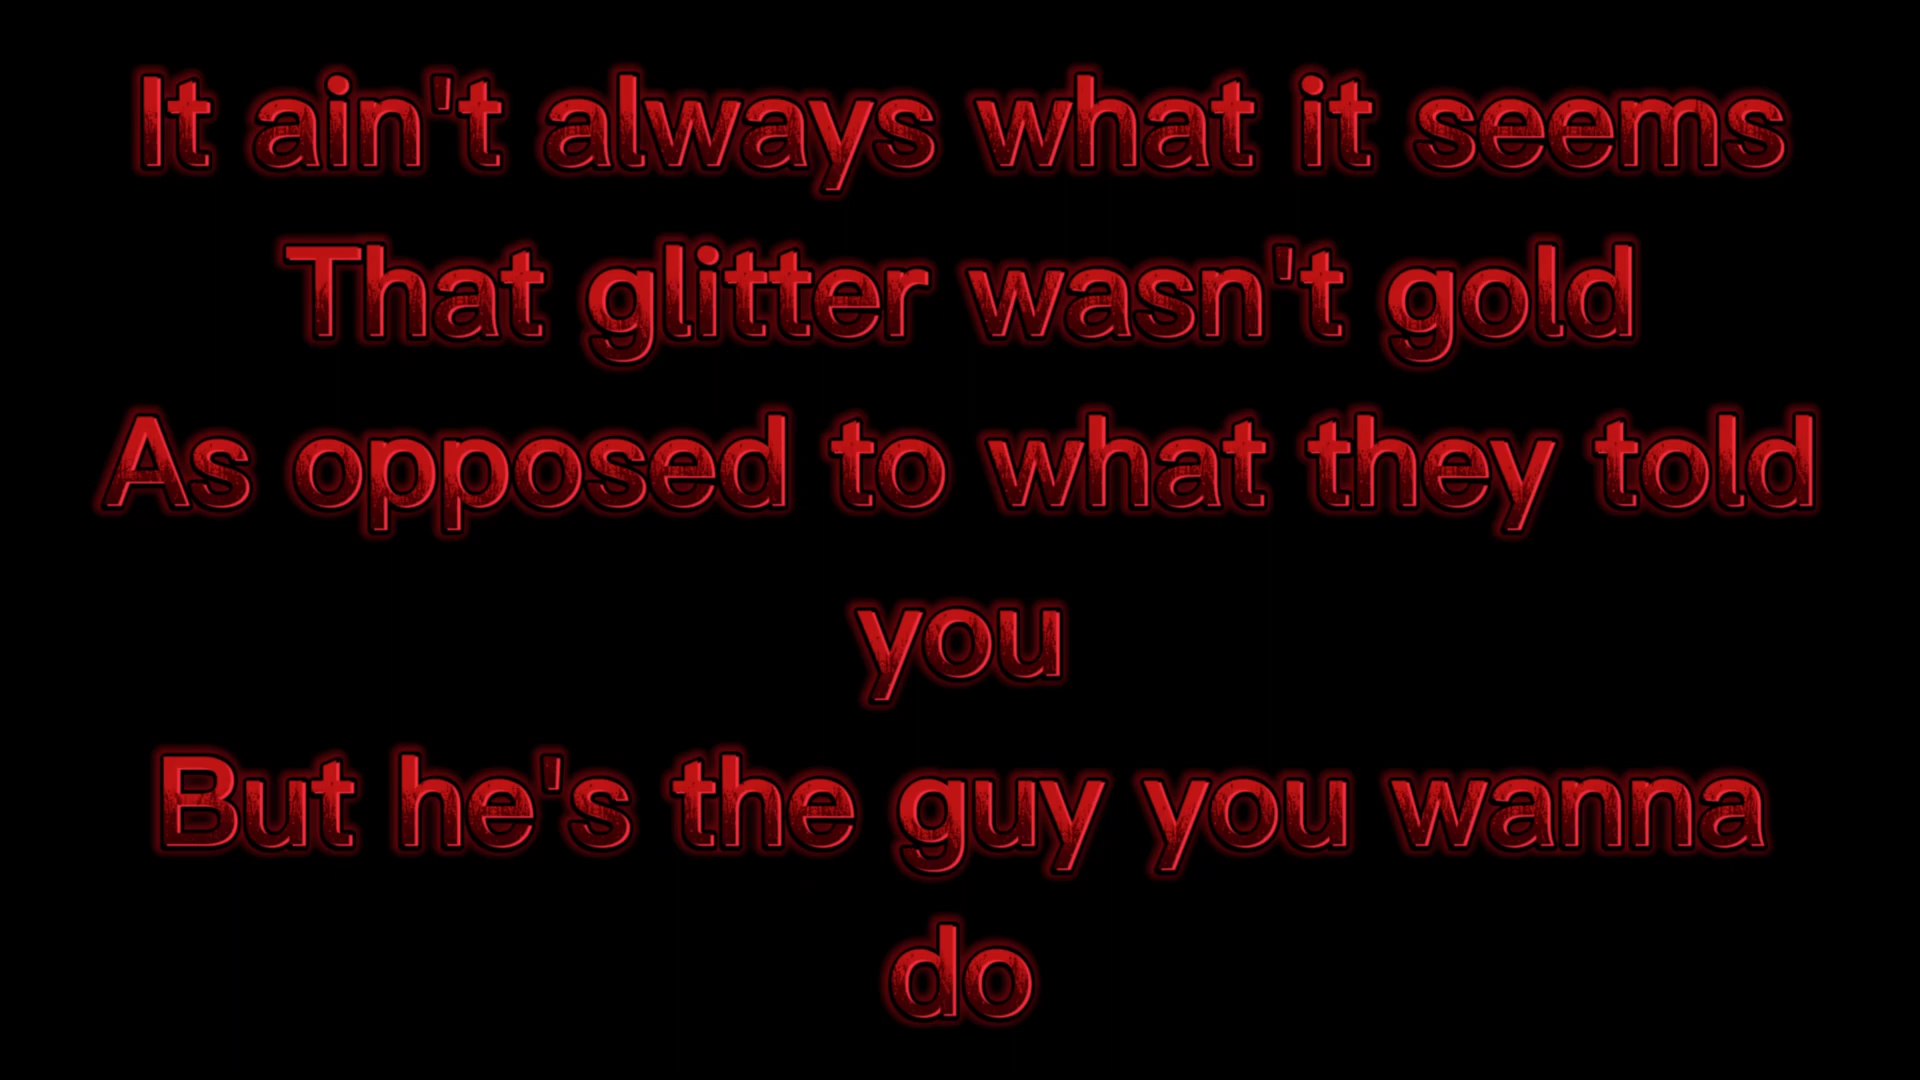 It ain't always what it seems
That glitter wasn't gold
As opposed to what they told
you
But he's the guy you wanna
do